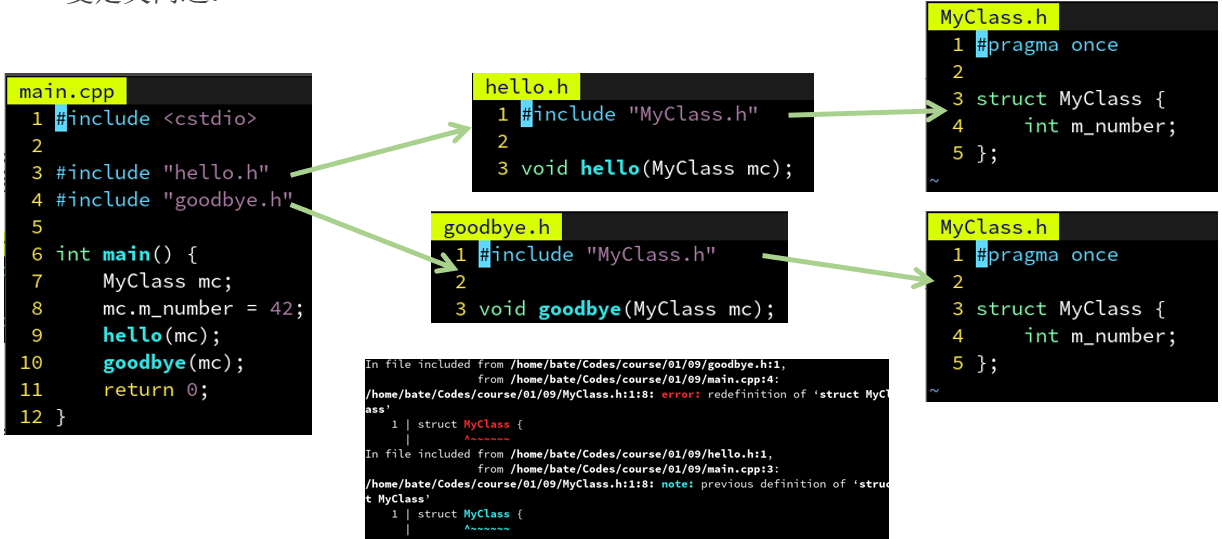 main.cpp
1 #include <cstdio>
2
3 #include "hello.h"
4 #include "goodbye.h"
5
6 int main() {
7     MyClass mc;
8     mc.m_number = 42;
9     hello(mc);
10     goodbye(mc);
11     return 0;
12 }
hello.h
1 #include "MyClass.h"
2
3 void hello(MyClass mc);
MyClass.h
1 #pragma once
2
3 struct MyClass {
4     int m_number;
5 };
~
goodbye.h
1 #include "MyClass.h"
2
3 void goodbye(MyClass mc);
MyClass.h
1 #pragma once
2
3 struct MyClass {
4     int m_number;
5 };
~
In file included from /home/bate/Codes/course/01/09/goodbye.h:1,
                 from /home/bate/Codes/course/01/09/main.cpp:4:
/home/bate/Codes/course/01/09/MyClass.h:1:8: error: redefinition of ‘struct MyCl
ass’
    1 | struct MyClass {
      |        ^~~~~~~
In file included from /home/bate/Codes/course/01/09/hello.h:1,
                 from /home/bate/Codes/course/01/09/main.cpp:3:
/home/bate/Codes/course/01/09/MyClass.h:1:8: note: previous definition of ‘struc
t MyClass’
    1 | struct MyClass {
      |        ^~~~~~~